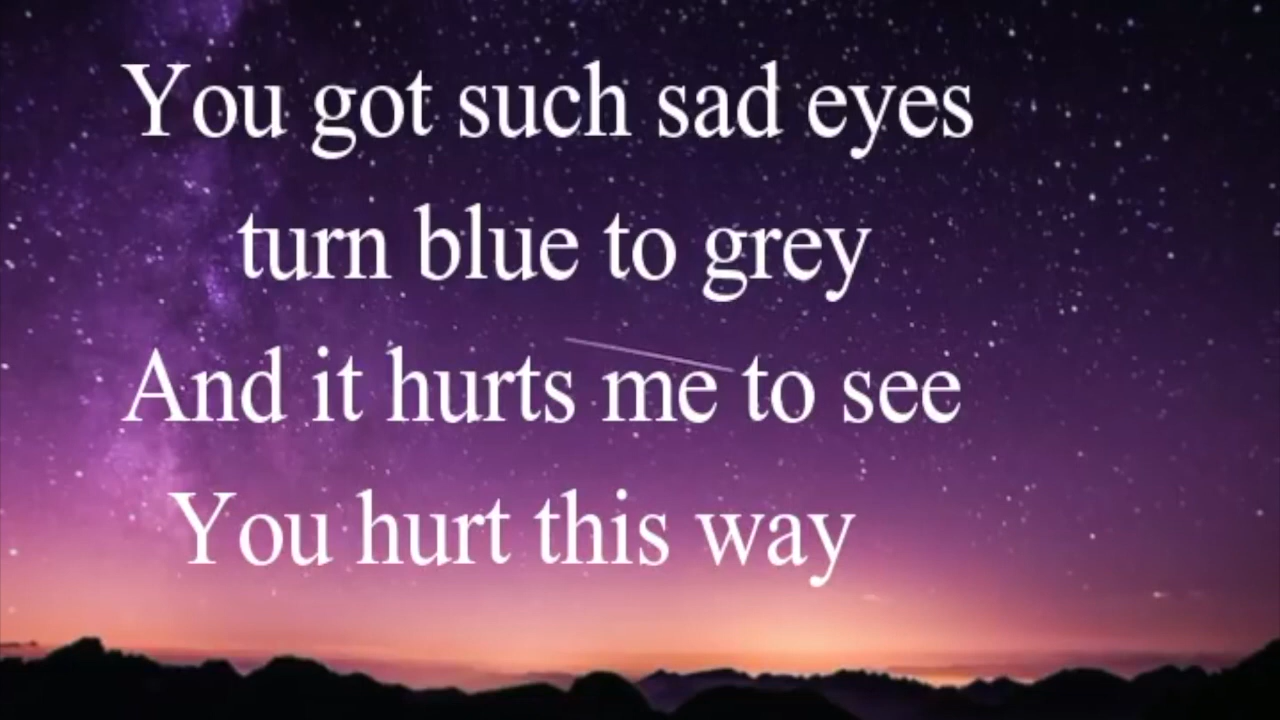 You got such sad eyes
turn blue to grey
And it hurts me to see
You hurt this way